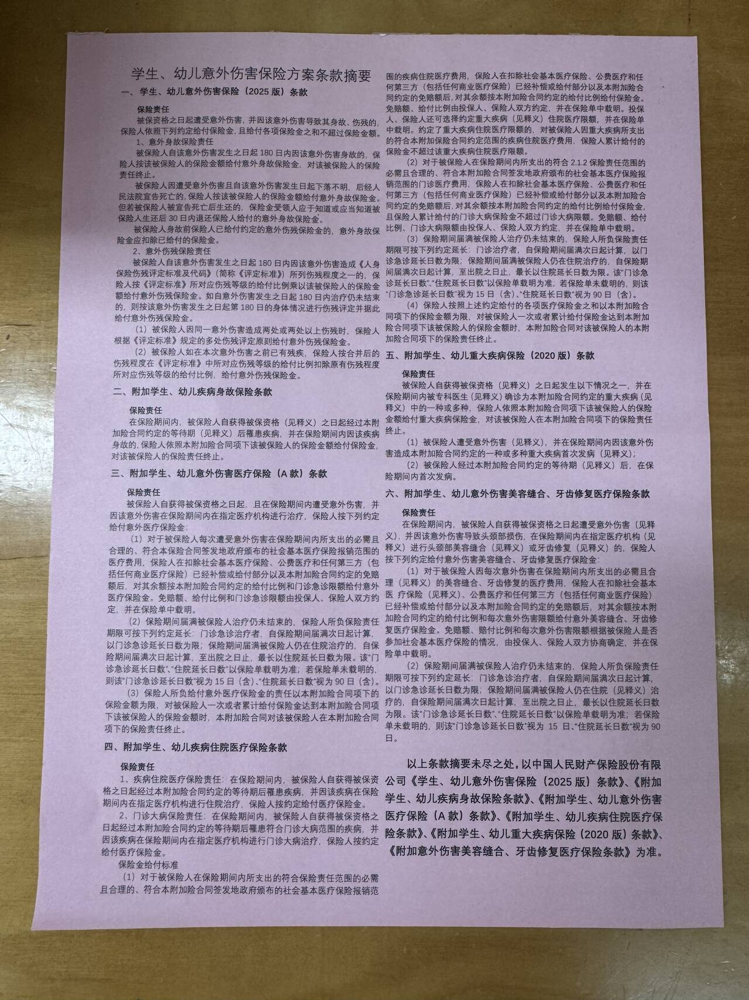 学生、幼儿意外伤害保险方案条款摘要
一、学生、幼儿意外伤害保险（2025 版）条款
保险责任
被保资格之日起遭受意外伤害，并因该意外伤害导致其身故、伤残的，
保险人依照下列约定给付保险金，且给付各项保险金之和不超过保险金额。
1、意外身故保险责任
被保险人自该意外伤害发生之日起 180 日内因该意外伤害身故的，保
险人按该被保险人的保险金额给付意外身故保险金，对该被保险人的保险
责任终止。
被保险人因遭受意外伤害且自该意外伤害发生日起下落不明，后经人
民法院宣告死亡的，保险人按该被保险人的保险金额给付意外身故保险金。
但若被保险人被宣告死亡后生还的，保险金受领人应于知道或应当知道被
保险人生还后 30 日内退还保险人给付的意外身故保险金。
被保险人身故前保险人已给付约定的意外伤残保险金的，意外身故保
险金应扣除已给付的保险金。
2、意外伤残保险责任
被保险人自该意外伤害发生之日起 180 日内因该意外伤害造成《人身
保险伤残评定标准及代码》（简称《评定标准》）所列伤残程度之一的，保
险人按《评定标准》所对应伤残等级的给付比例乘以该被保险人的保险金
额给付意外伤残保险金。如自意外伤害发生之日起 180 日内治疗仍未结束
的，则按该意外伤害发生之日起第 180 日的身体情况进行伤残评定并据此
给付意外伤残保险金。
（1）被保险人因同一意外伤害造成两处或两处以上伤残时，保险人
根据《评定标准》规定的多处伤残评定原则给付意外伤残保险金。
（2）被保险人如在本次意外伤害之前已有残疾，保险人按合并后的
伤残程度在《评定标准》中所对应伤残等级的给付比例扣除原有伤残程度
所对应伤残等级的给付比例，给付意外伤残保险金。
二、附加学生、幼儿疾病身故保险条款
保险责任
在保险期间内，被保险人自获得被保资格（见释义）之日起经过本附
加险合同约定的等待期（见释义）后罹患疾病，并在保险期间内因该疾病
身故的，保险人依照本附加险合同项下该被保险人的保险金额给付保险金，
对该被保险人的保险责任终止。
三、附加学生、幼儿意外伤害医疗保险（A 款）条款
保险责任
被保险人自获得被保资格之日起，且在保险期间内遭受意外伤害，并
因该意外伤害在保险期间内在指定医疗机构进行治疗，保险人按下列约定
给付意外医疗保险金：
（1）对于被保险人每次遭受意外伤害在保险期间内所支出的必需且
合理的、符合本保险合同签发地政府颁布的社会基本医疗保险报销范围的
医疗费用，保险人在扣除社会基本医疗保险、公费医疗和任何第三方（包
括任何商业医疗保险）已经补偿或给付部分以及本附加险合同约定的免赔
额后，对其余额按本附加险合同约定的给付比例和门诊急诊限额给付意外
医疗保险金。免赔额、给付比例和门诊急诊限额由投保人、保险人双方约
定，并在保险单中载明。
（2）保险期间届满被保险人治疗仍未结束的，保险人所负保险责任
期限可按下列约定延长：门诊急诊治疗者，自保险期间届满次日起计算，
以门诊急诊延长日数为限；保险期间届满被保险人仍在住院治疗的，自保
险期间届满次日起计算，至出院之日止，最长以住院延长日数为限。该“门
诊急诊延长日数”、“住院延长日数”以保险单载明为准；若保险单未载明的，
则该“门诊急诊延长日数”视为 15 日（含）、“住院延长日数”视为 90 日（含）。
（3）保险人所负给付意外医疗保险金的责任以本附加险合同项下的
保险金额为限，对被保险人一次或者累计给付保险金达到本附加险合同项
下该被保险人的保险金额时，本附加险合同对该被保险人在本附加险合同
项下的保险责任终止。
四、附加学生、幼儿疾病住院医疗保险条款
保险责任
1、疾病住院医疗保险责任：在保险期间内，被保险人自获得被保资
格之日起经过本附加险合同约定的等待期后罹患疾病，并因该疾病在保险
期间内在指定医疗机构进行住院治疗，保险人按约定给付医疗保险金。
2、门诊大病保险责任：在保险期间内，被保险人自获得被保资格之
日起经过本附加险合同约定的等待期后罹患符合门诊大病范围的疾病，并
因该疾病在保险期间内在指定医疗机构进行门诊大病治疗，保险人按约定
给付医疗保险金。
保险金给付标准
（1）对于被保险人在保险期间内所支出的符合保险责任范围的必需
且合理的、符合本附加险合同签发地政府颁布的社会基本医疗保险报销范
围的疾病住院医疗费用，保险人在扣除社会基本医疗保险、公费医疗和任
何第三方（包括任何商业医疗保险）已经补偿或给付部分以及本附加险合
同约定的免赔额后，对其余额按本附加险合同约定的给付比例给付保险金。
免赔额、给付比例由投保人、保险人双方约定，并在保险单中载明。投保
人、保险人还可选择约定重大疾病（见释义）住院医疗限额，并在保险单
中载明。约定了重大疾病住院医疗限额的，对被保险人因重大疾病所支出
的符合本附加保险合同约定范围的疾病住院医疗费用，保险人累计给付的
保险金不超过该重大疾病住院医疗限额。
（2）对于被保险人在保险期间内所支出的符合 2.1.2 保险责任范围的
必需且合理的、符合本附加险合同签发地政府颁布的社会基本医疗保险报
销范围的门诊医疗费用，保险人在扣除社会基本医疗保险、公费医疗和任
何第三方（包括任何商业医疗保险）已经补偿或给付部分以及本附加险合
同约定的免赔额后，对其余额按本附加险合同约定的给付比例给付保险金，
且保险人累计给付的门诊大病保险金不超过门诊大病限额。免赔额、给付
比例、门诊大病限额由投保人、保险人双方约定，并在保险单中载明。
（3）保险期间届满被保险人治疗仍未结束的，保险人所负保险责任
期限可按下列约定延长：门诊治疗者，自保险期间届满次日起计算，以门
诊急诊延长日数为限；保险期间届满被保险人仍在住院治疗的，自保险期
间届满次日起计算，至出院之日止，最长以住院延长日数为限。该“门诊急
诊延长日数”、“住院延长日数”以保险单载明为准；若保险单未载明的，则该
“门诊急诊延长日数”视为 15 日（含）、“住院延长日数”视为 90 日（含）。
（4）保险人按照上述约定给付的各项医疗保险金之和以本附加险合
同项下的保险金额为限，对被保险人一次或者累计给付保险金达到本附加
险合同项下该被保险人的保险金额时，本附加险合同对该被保险人的本附
加险合同项下的保险责任终止。
五、附加学生、幼儿重大疾病保险（2020 版）条款
保险责任
被保险人自获得被保资格（见释义）之日起发生以下情况之一，并在
保险期间内被专科医生（见释义）确诊为本附加险合同约定的重大疾病（见
释义）中的一种或多种，保险人依照本附加险合同项下该被保险人的保险
金额给付重大疾病保险金，对该被保险人在本附加险合同项下的保险责任
终止。
（1）被保险人遭受意外伤害（见释义），并在保险期间内因该意外伤
害造成本附加险合同约定的一种或多种重大疾病首次发病（见释义）；
（2）被保险人经过本附加险合同约定的等待期（见释义）后，在保
险期间内首次发病。
六、附加学生、幼儿意外伤害美容缝合、牙齿修复医疗保险条款
保险责任
在保险期间内，被保险人自获得被保资格之日起遭受意外伤害（见释
义），并因该意外伤害导致头颈部损伤，在保险期间内在指定医疗机构（见
释义）进行头颈部美容缝合（见释义）或牙齿修复（见释义）的，保险人
按下列约定给付意外伤害美容缝合、牙齿修复医疗保险金：
（1）对于被保险人因每次意外伤害在保险期间内所支出的必需且合
理（见释义）的美容缝合、牙齿修复的医疗费用，保险人在扣除社会基本
医 疗保险（见释义）、公费医疗和任何第三方（包括任何商业医疗保险）
已经补偿或给付部分以及本附加险合同约定的免赔额后，对其余额按本附
加险合同约定的给付比例和每次意外伤害限额给付意外美容缝合、牙齿修
复医疗保险金。免赔额、赔付比例和每次意外伤害限额根据被保险人是否
参加社会基本医疗保险的情况，由投保人、保险人双方协商确定，并在保
险单中载明。
（2）保险期间届满被保险人治疗仍未结束的，保险人所负保险责任
期限可按下列约定延长：门诊急诊治疗者，自保险期间届满次日起计算，
以门诊急诊延长日数为限；保险期间届满被保险人仍在住院（见释义）治
疗的，自保险期间届满次日起计算，至出院之日止，最长以住院延长日数
为限。该“门诊急诊延长日数”、“住院延长日数”以保险单载明为准；若保险
单未载明的，则该“门诊急诊延长日数”视为 15 日、“住院延长日数”视为 90
日。
以上条款摘要未尽之处，以中国人民财产保险股份有限
公司《学生、幼儿意外伤害保险（2025 版）条款》、《附加
学生、幼儿疾病身故保险条款》、《附加学生、幼儿意外伤害
医疗保险（A 款）条款》、《附加学生、幼儿疾病住院医疗保
险条款》、《附加学生、幼儿重大疾病保险（2020 版）条款》、
《附加意外伤害美容缝合、牙齿修复医疗保险条款》为准。